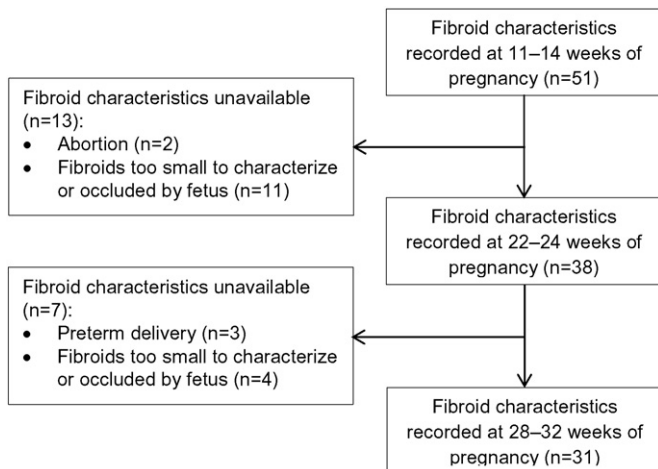 Fibroid characteristics
recorded at 11–14 weeks of
pregnancy (n=51)
Fibroid characteristics unavailable
(n=13):
• Abortion (n=2)
• Fibroids too small to characterize
or occluded by fetus (n=11)
Fibroid characteristics
recorded at 22–24 weeks of
pregnancy (n=38)
Fibroid characteristics unavailable
(n=7):
• Preterm delivery (n=3)
• Fibroids too small to characterize
or occluded by fetus (n=4)
Fibroid characteristics
recorded at 28–32 weeks of
pregnancy (n=31)